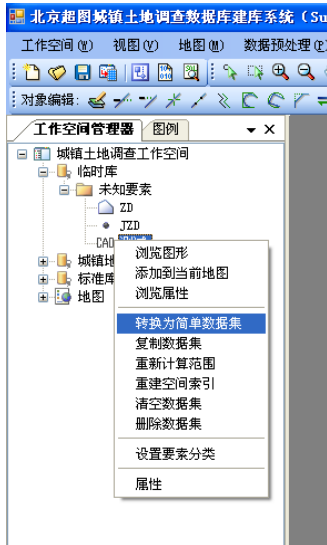 北京超图城镇土地调查数据库建库系统 (Su
工作空间(W) 视图(V) 地图(M) 数据预处理(P)
对象编辑:
工作空间管理器 图例
城镇土地调查工作空间
临时库
未知要素
ZD
JZD
CAD
城镇地
标准库
地图
浏览图形
添加到当前地图
浏览属性
转换为简单数据集
复制数据集
重新计算范围
重建空间索引
清空数据集
删除数据集
设置要素分类
属性